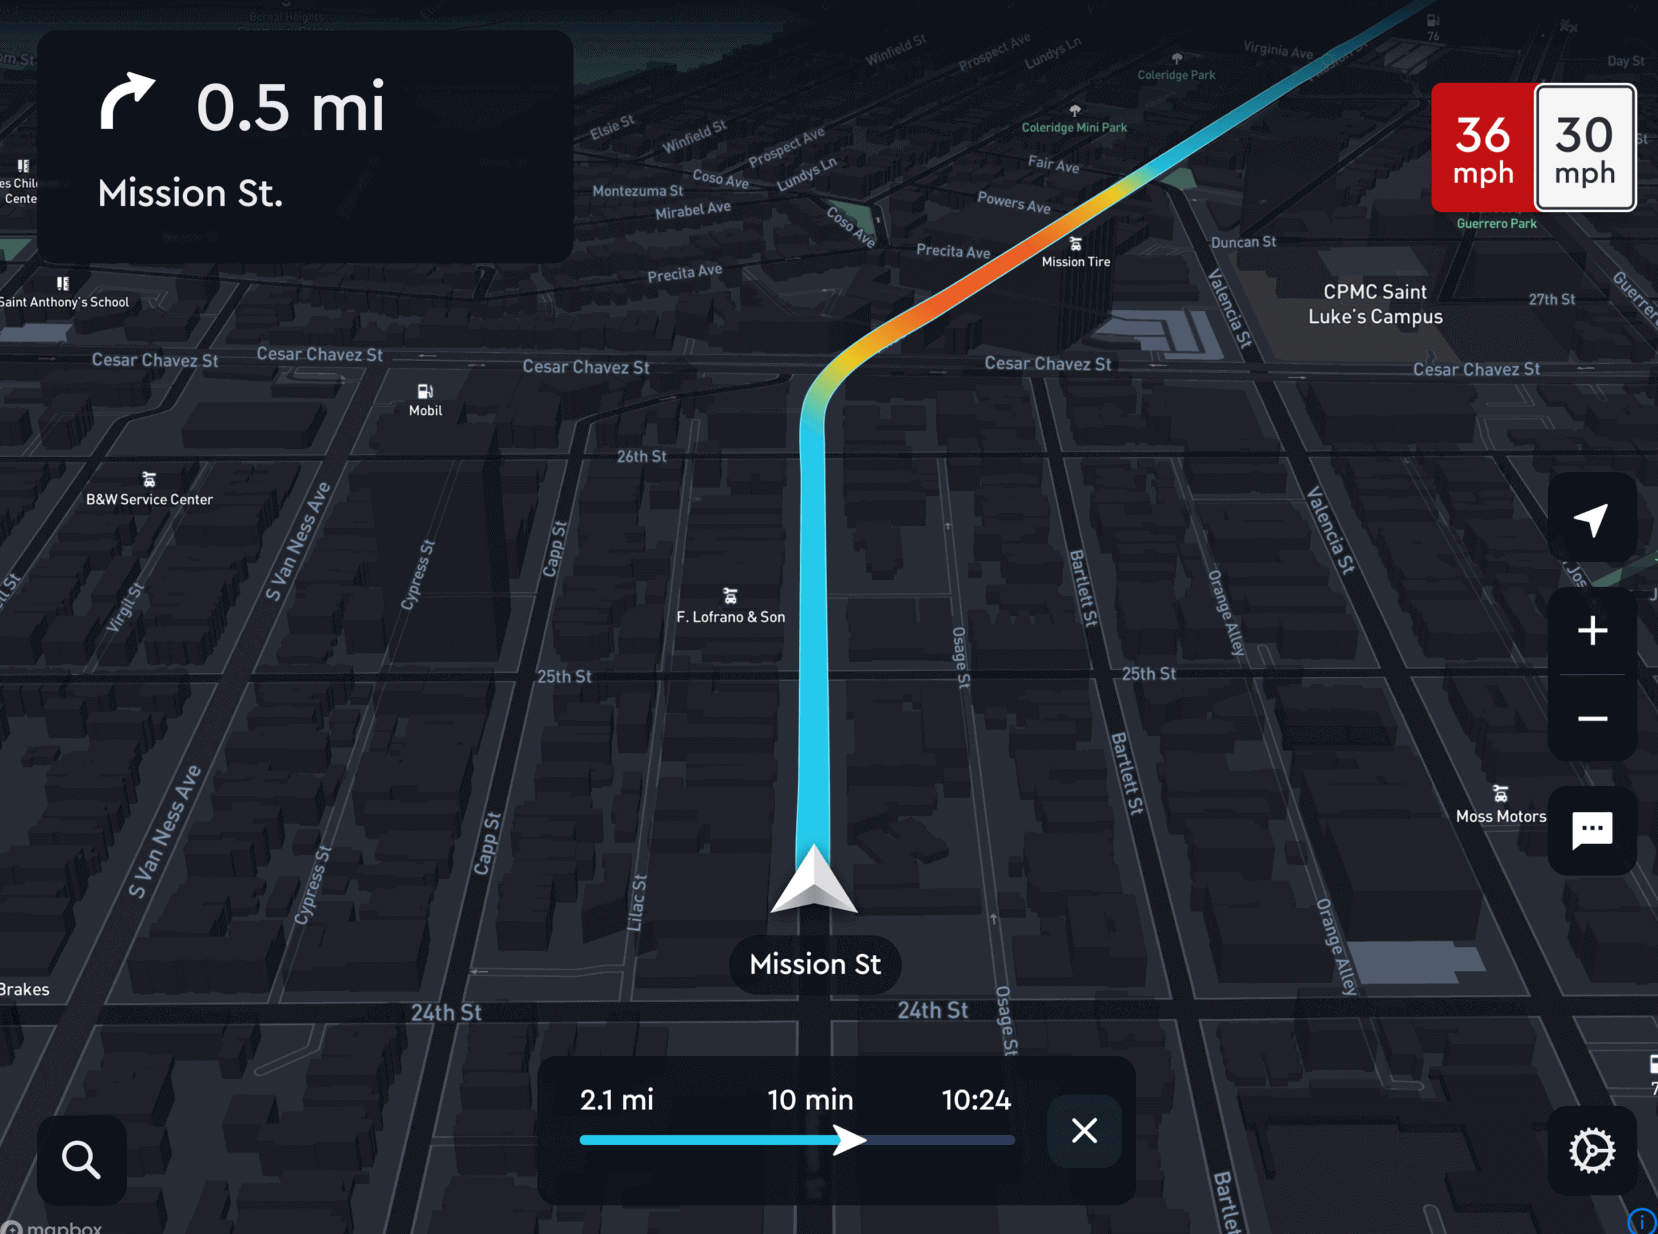 Bernal Heights
Winfield St
Prospect Ave
Lundys Ln
Virginia Ave
76
Day St
Coleridge Park
0.5 mi
Mission St.
36
mph
30
mph
Coleridge Mini Park
Elsie St
Winfield St
Prospect Ave
Fair Ave
Lundys Ln
Coso Ave
Montezuma St
Mirabel Ave
Powers Ave
Coso Ave
Guerrero Park
Precita Ave
Duncan St
Mission Tire
Precita Ave
Valencia St
CPMC Saint
Luke's Campus
27th St
Saint Anthony's School
Cesar Chavez St
Cesar Chavez St
Cesar Chavez St
Cesar Chavez St
Cesar Chavez St
Mobil
26th St
B&W Service Center
S Van Ness Ave
Valencia St
Capp St
Cypress St
Virgil St
Bartlett St
Orange Alley
F. Lofrano & Son
Osage St
25th St
25th St
Bartlett St
S Van Ness Ave
Capp St
Cypress St
Lilac St
Moss Motors
Orange Alley
Mission St
Brakes
24th St
24th St
Osage St
2.1 mi
10 min
10:24
Bartlet
mapbox